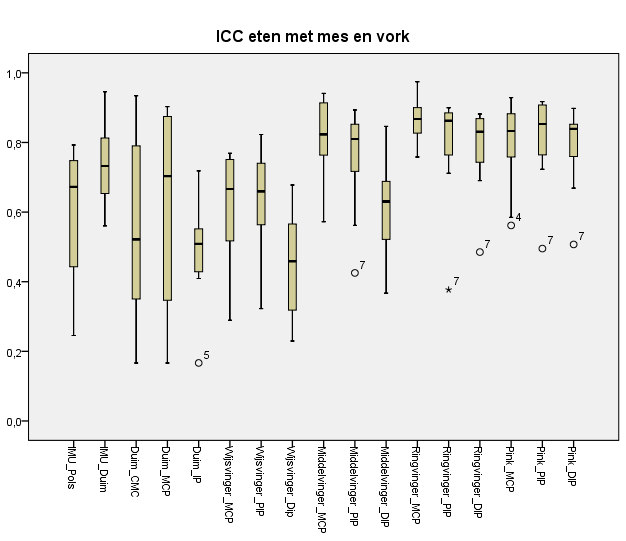 ICC eten met mes en vork
1,0
0,8
0,6
0,4
0,2
0,0
5
7
7
7
4
7
7
IMU_Pols
IMU_Duim
Duim_CMC
Duim_MCP
Duim_IP
Wijsvinger_MCP
Wijsvinger_PIP
Wijsvinger_Dip
Middelvinger_MCP
Middelvinger_PIP
Middelvinger_DIP
Ringvinger_MCP
Ringvinger_PIP
Ringvinger_DIP
Pink_MCP
Pink_PIP
Pink_DIP